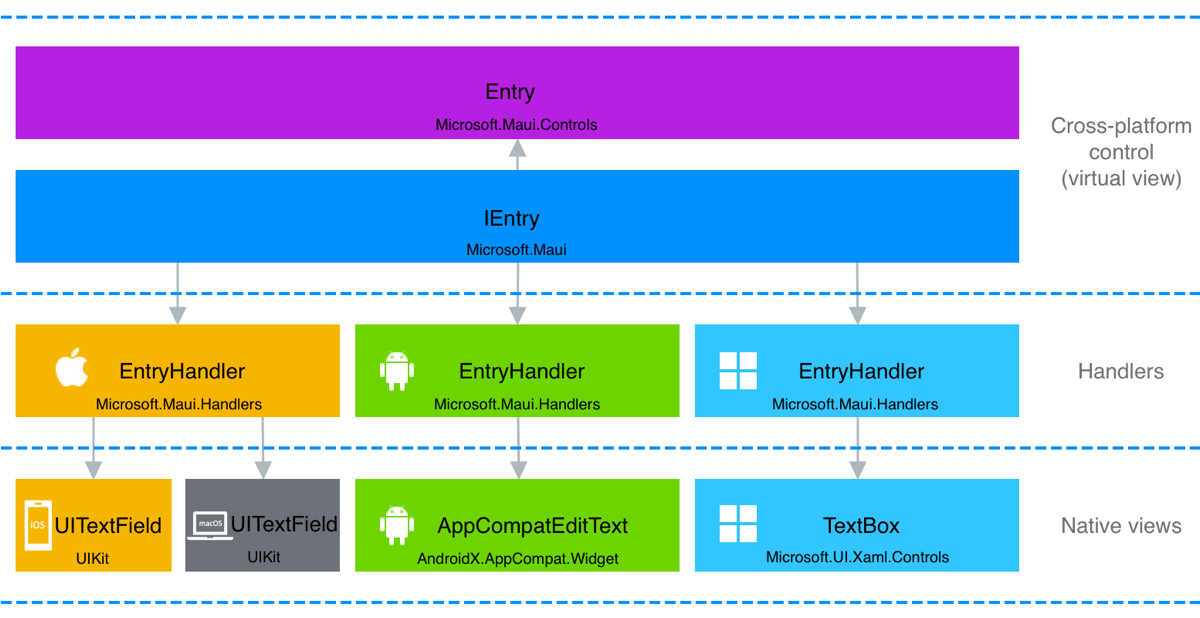 Entry
Microsoft.Maui.Controls
Cross-platform
control
(virtual view)
IEntry
Microsoft.Maui
EntryHandler
Microsoft.Maui.Handlers
EntryHandler
Microsoft.Maui.Handlers
EntryHandler
Microsoft.Maui.Handlers
Handlers
iOS
UITextField
UIKit
macOS
UITextField
UIKit
AppCompatEditText
AndroidX.AppCompat.Widget
TextBox
Microsoft.UI.Xaml.Controls
Native views